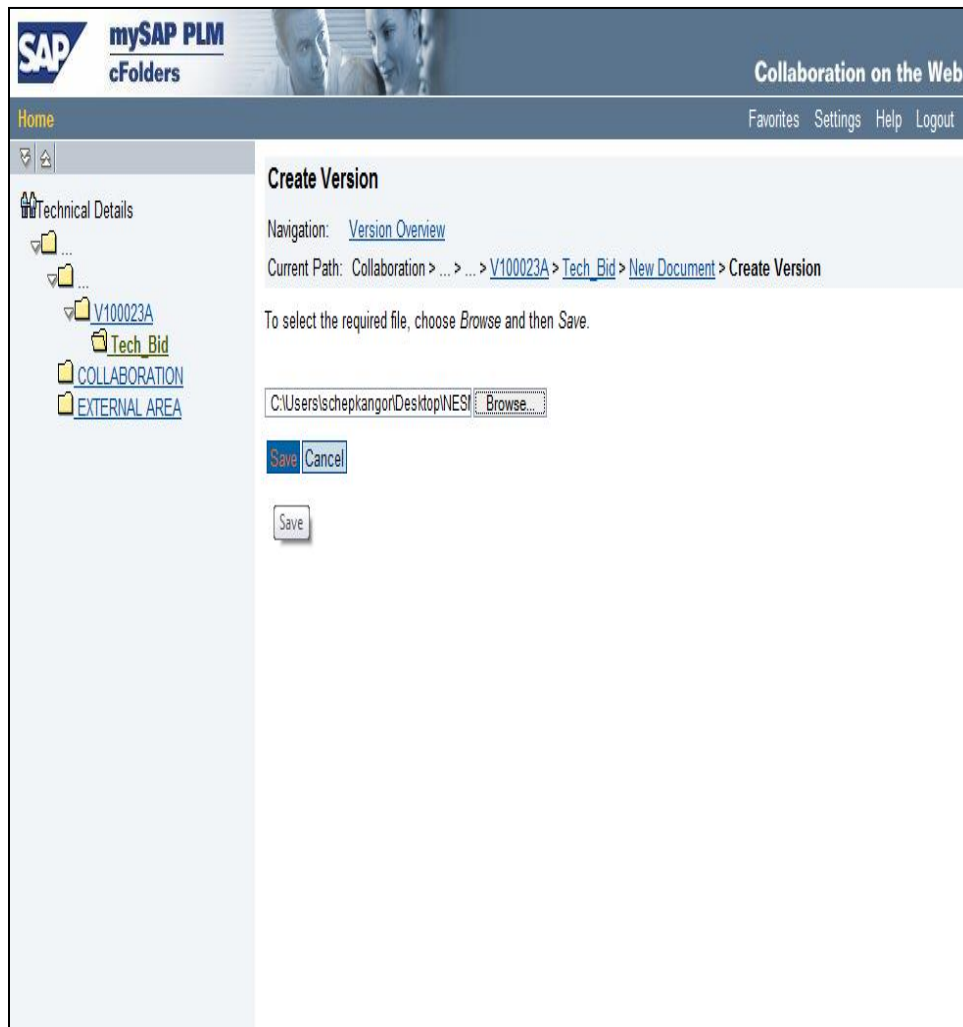 SAP
mySAP PLM
cFolders
Collaboration on the Web
Home
Favorites Settings Help Logout
Technical Details
...
...
V100023A
Tech_Bid
COLLABORATION
EXTERNAL AREA
Create Version
Navigation: Version Overview
Current Path: Collaboration > ... > ... > V100023A > Tech_Bid > New Document > Create Version
To select the required file, choose Browse and then Save.
C:\Users\schepkangor\Desktop\NESM Browse...
Save Cancel
Save